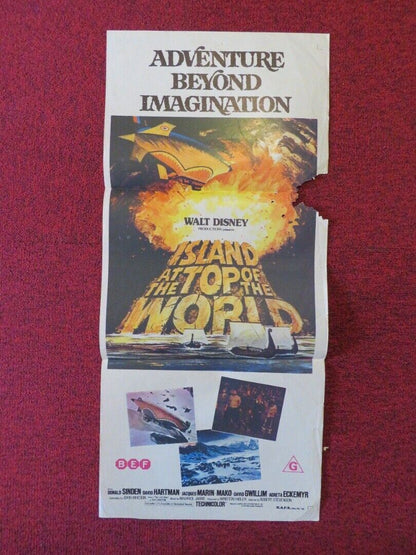 ADVENTURE
BEYOND
IMAGINATION
WALT DISNEY
PRODUCTIONS
ISLAND
AT THE TOP OF THE
WORLD
BEF
G
DONALD SINDEN DAVID HARTMAN JACQUES MARIN MAKO DAVID GWILLIM AGNETA ECKEMYR
TECHNICOLOR